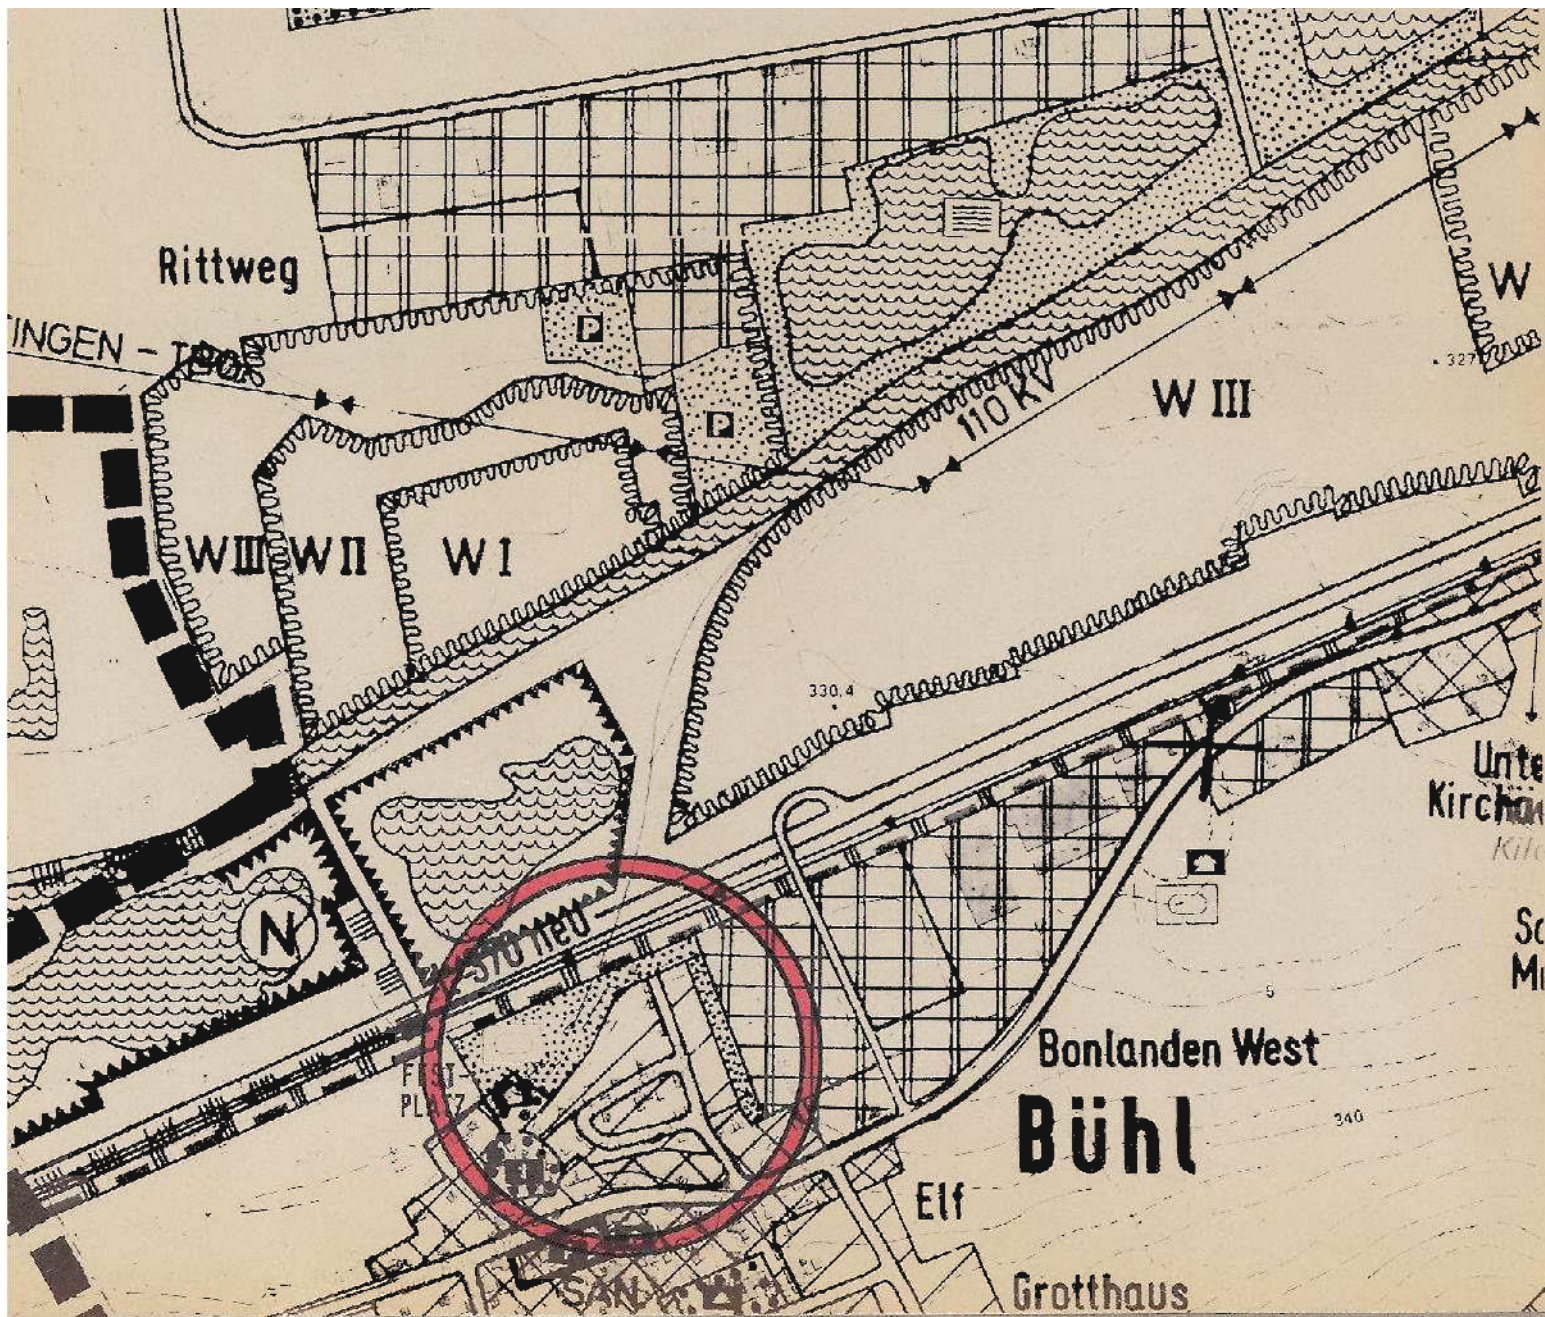 Rittweg
INGEN -
P
W
327
W III
P
110 KV
W III
W II
W I
330,4
Unte
Kirch
N
370 neu
FEST
PLATZ
Bonlanden West
Bühl
340
Elf
SAN
Grotthaus